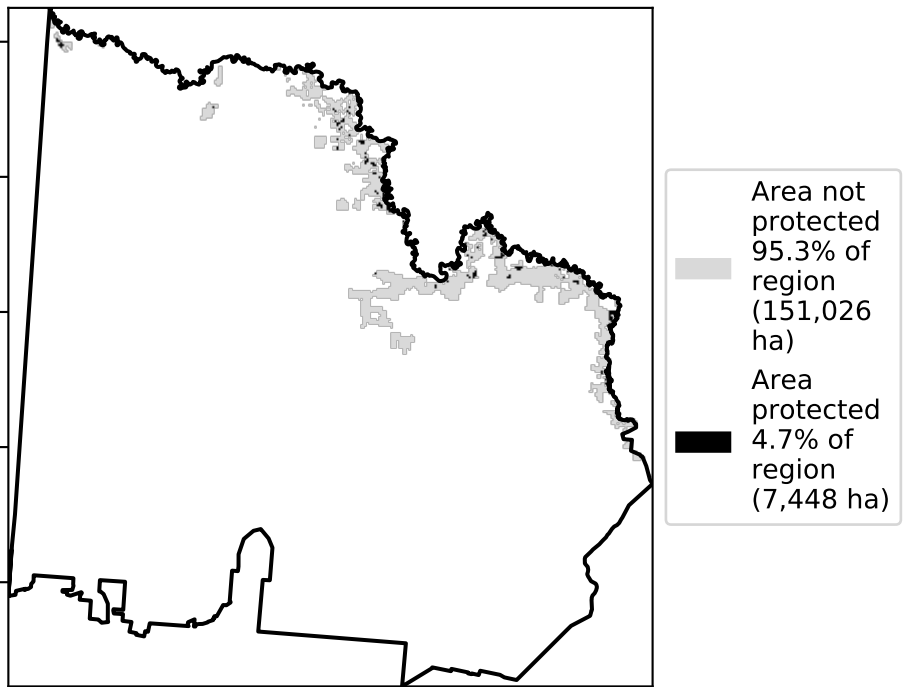 Area not
protected
95.3% of
region
(151,026
ha)
Area
protected
4.7% of
region
(7,448 ha)